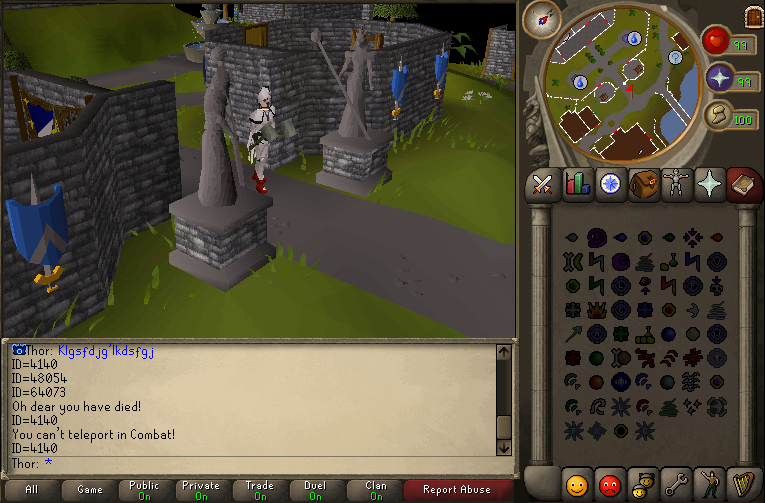 99
99
100
Thor: Klgsfdjg'lkdsfgj
ID=4140
ID=48054
ID=64073
Oh dear you have died!
ID=4140
You can't teleport in Combat!
ID=4140
Thor: *
All Game Public On Private On Trade On Duel On Clan On Report Abuse